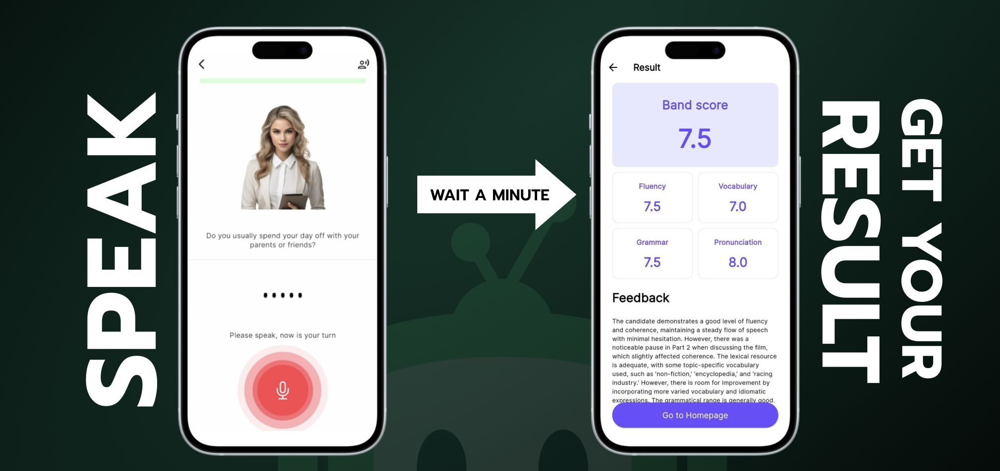 SPEAK
Do you usually spend your day off with your
parents or friends?
Please speak, now is your turn
WAIT A MINUTE
Result
Band score
7.5
Fluency
7.5
Vocabulary
7.0
Grammar
7.5
Pronunciation
8.0
Feedback
The candidate demonstrates a good level of fluency
and coherence, maintaining a steady flow of speech
with minimal hesitation. However, there was a
noticeable pause in Part 2 when discussing the film,
which slightly affected coherence. The lexical resource
is adequate, with some topic-specific vocabulary
used, such as 'non-fiction,' 'encyclopedia,' and 'racing
industry.' However, there is room for improvement by
incorporating more varied vocabulary and idiomatic
expressions. The grammatical range is generally good.
Go to Homepage
GET YOUR
RESULT